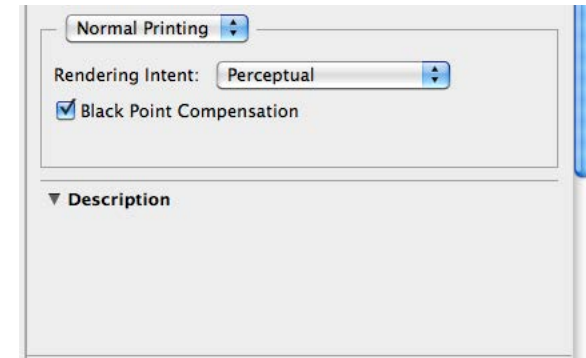 Normal Printing
Rendering Intent: Perceptual
Black Point Compensation
Description